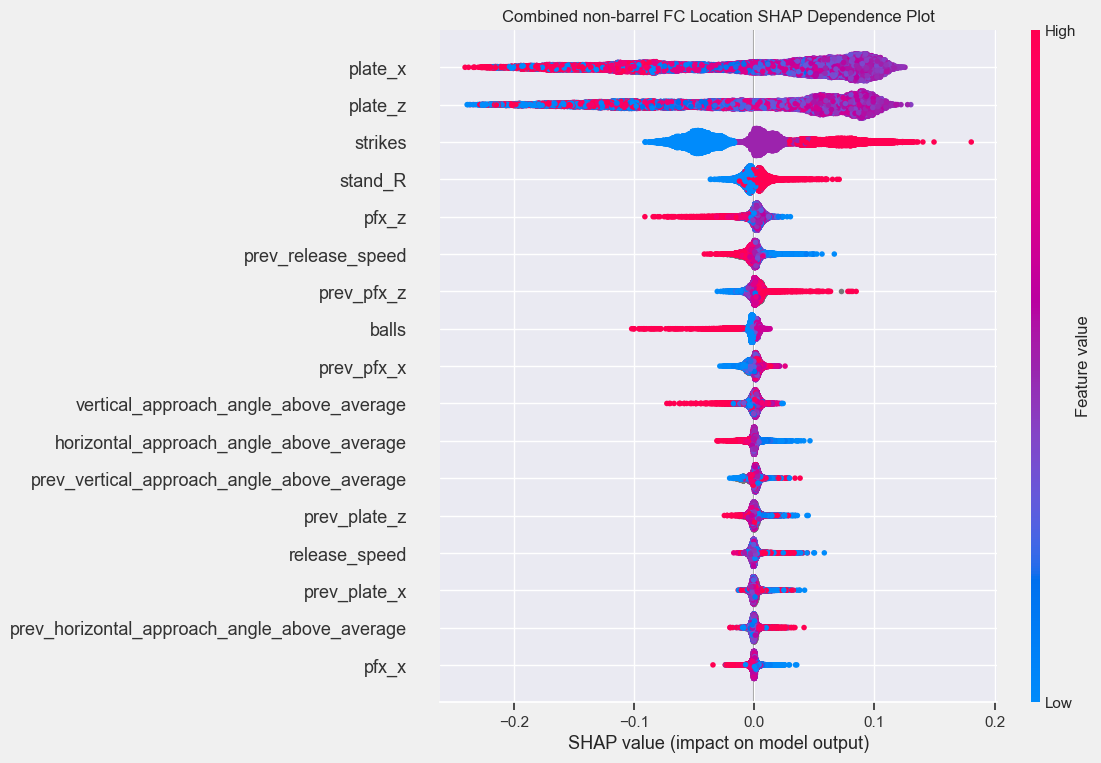 Combined non-barrel FC Location SHAP Dependence Plot
High
plate_x
plate_z
strikes
stand_R
pfx_z
prev_release_speed
prev_pfx_z
balls
prev_pfx_x
vertical_approach_angle_above_average
horizontal_approach_angle_above_average
prev_vertical_approach_angle_above_average
prev_plate_z
release_speed
prev_plate_x
prev_horizontal_approach_angle_above_average
pfx_x
Feature value
Low
−0.2 −0.1 0.0 0.1 0.2
SHAP value (impact on model output)